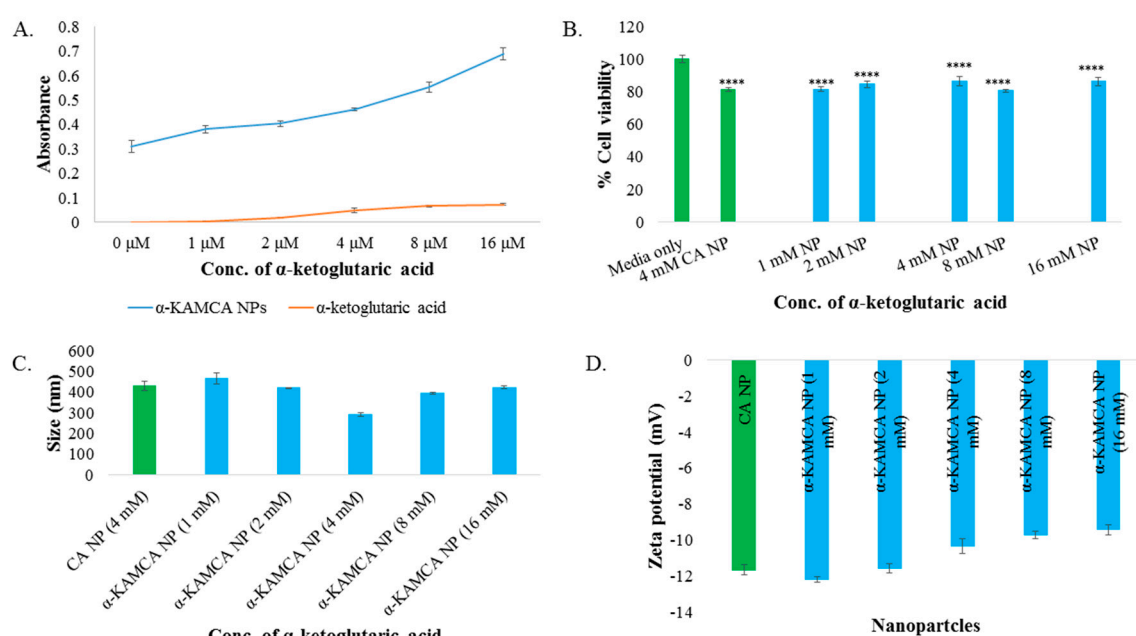 A.
0.8
0.7
0.6
0.5
0.4
0.3
0.2
0.1
0
Absorbance
0 μM 1 μM 2 μM 4 μM 8 μM 16 μM
Conc. of α-ketoglutaric acid
α-KAMCA NPs α-ketoglutaric acid
B.
120
100
80
60
40
20
0
% Cell viability
**** **** **** **** **** ****
Media only
4 mM CA NP
1 mM NP
2 mM NP
4 mM NP
8 mM NP
16 mM NP
Conc. of α-ketoglutaric acid
C.
600
500
400
300
200
100
0
Size (nm)
CA NP (4 mM)
α-KAMCA NP (1 mM)
α-KAMCA NP (2 mM)
α-KAMCA NP (4 mM)
α-KAMCA NP (8 mM)
α-KAMCA NP (16 mM)
Conc. of α-ketoglutaric acid
D.
0
-2
-4
-6
-8
-10
-12
-14
Zeta potential (mV)
CA NP
α-KAMCA NP (1
mM)
α-KAMCA NP (2
mM)
α-KAMCA NP (4
mM)
α-KAMCA NP (8
mM)
α-KAMCA NP
(16 mM)
Nanopartcles